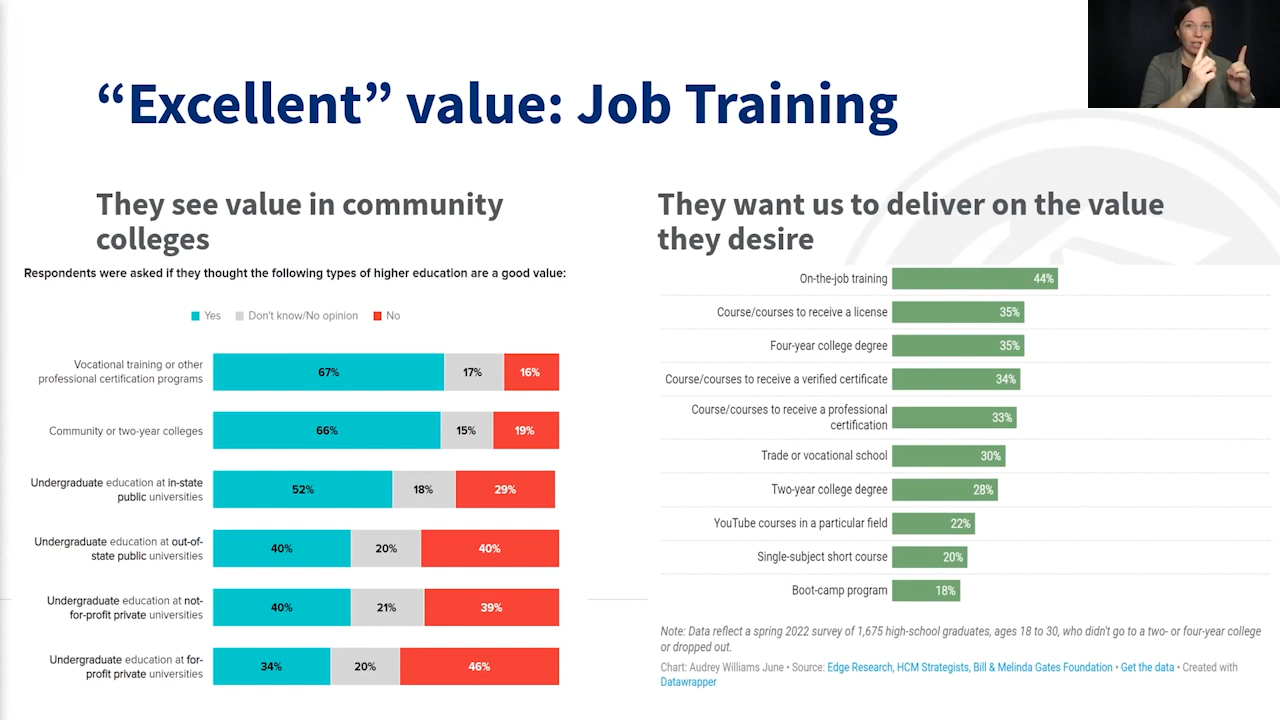 “Excellent” value: Job Training
They see value in community
colleges
Respondents were asked if they thought the following types of higher education are a good value:
Yes Don't know/No opinion No
Vocational training or other
professional certification programs
67% 17% 16%
Community or two-year colleges
66% 15% 19%
Undergraduate education at in-state
public universities
52% 18% 29%
Undergraduate education at out-of-
state public universities
40% 20% 40%
Undergraduate education at not-
for-profit private universities
40% 21% 39%
Undergraduate education at for-
profit private universities
34% 20% 46%
They want us to deliver on the value
they desire
On-the-job training 44%
Course/courses to receive a license 35%
Four-year college degree 35%
Course/courses to receive a verified certificate 34%
Course/courses to receive a professional
certification 33%
Trade or vocational school 30%
Two-year college degree 28%
YouTube courses in a particular field 22%
Single-subject short course 20%
Boot-camp program 18%
Note: Data reflect a spring 2022 survey of 1,675 high-school graduates, ages 18 to 30, who didn't go to a two- or four-year college
or dropped out.
Chart: Audrey Williams June • Source: Edge Research, HCM Strategists, Bill & Melinda Gates Foundation • Get the data • Created with
Datawrapper